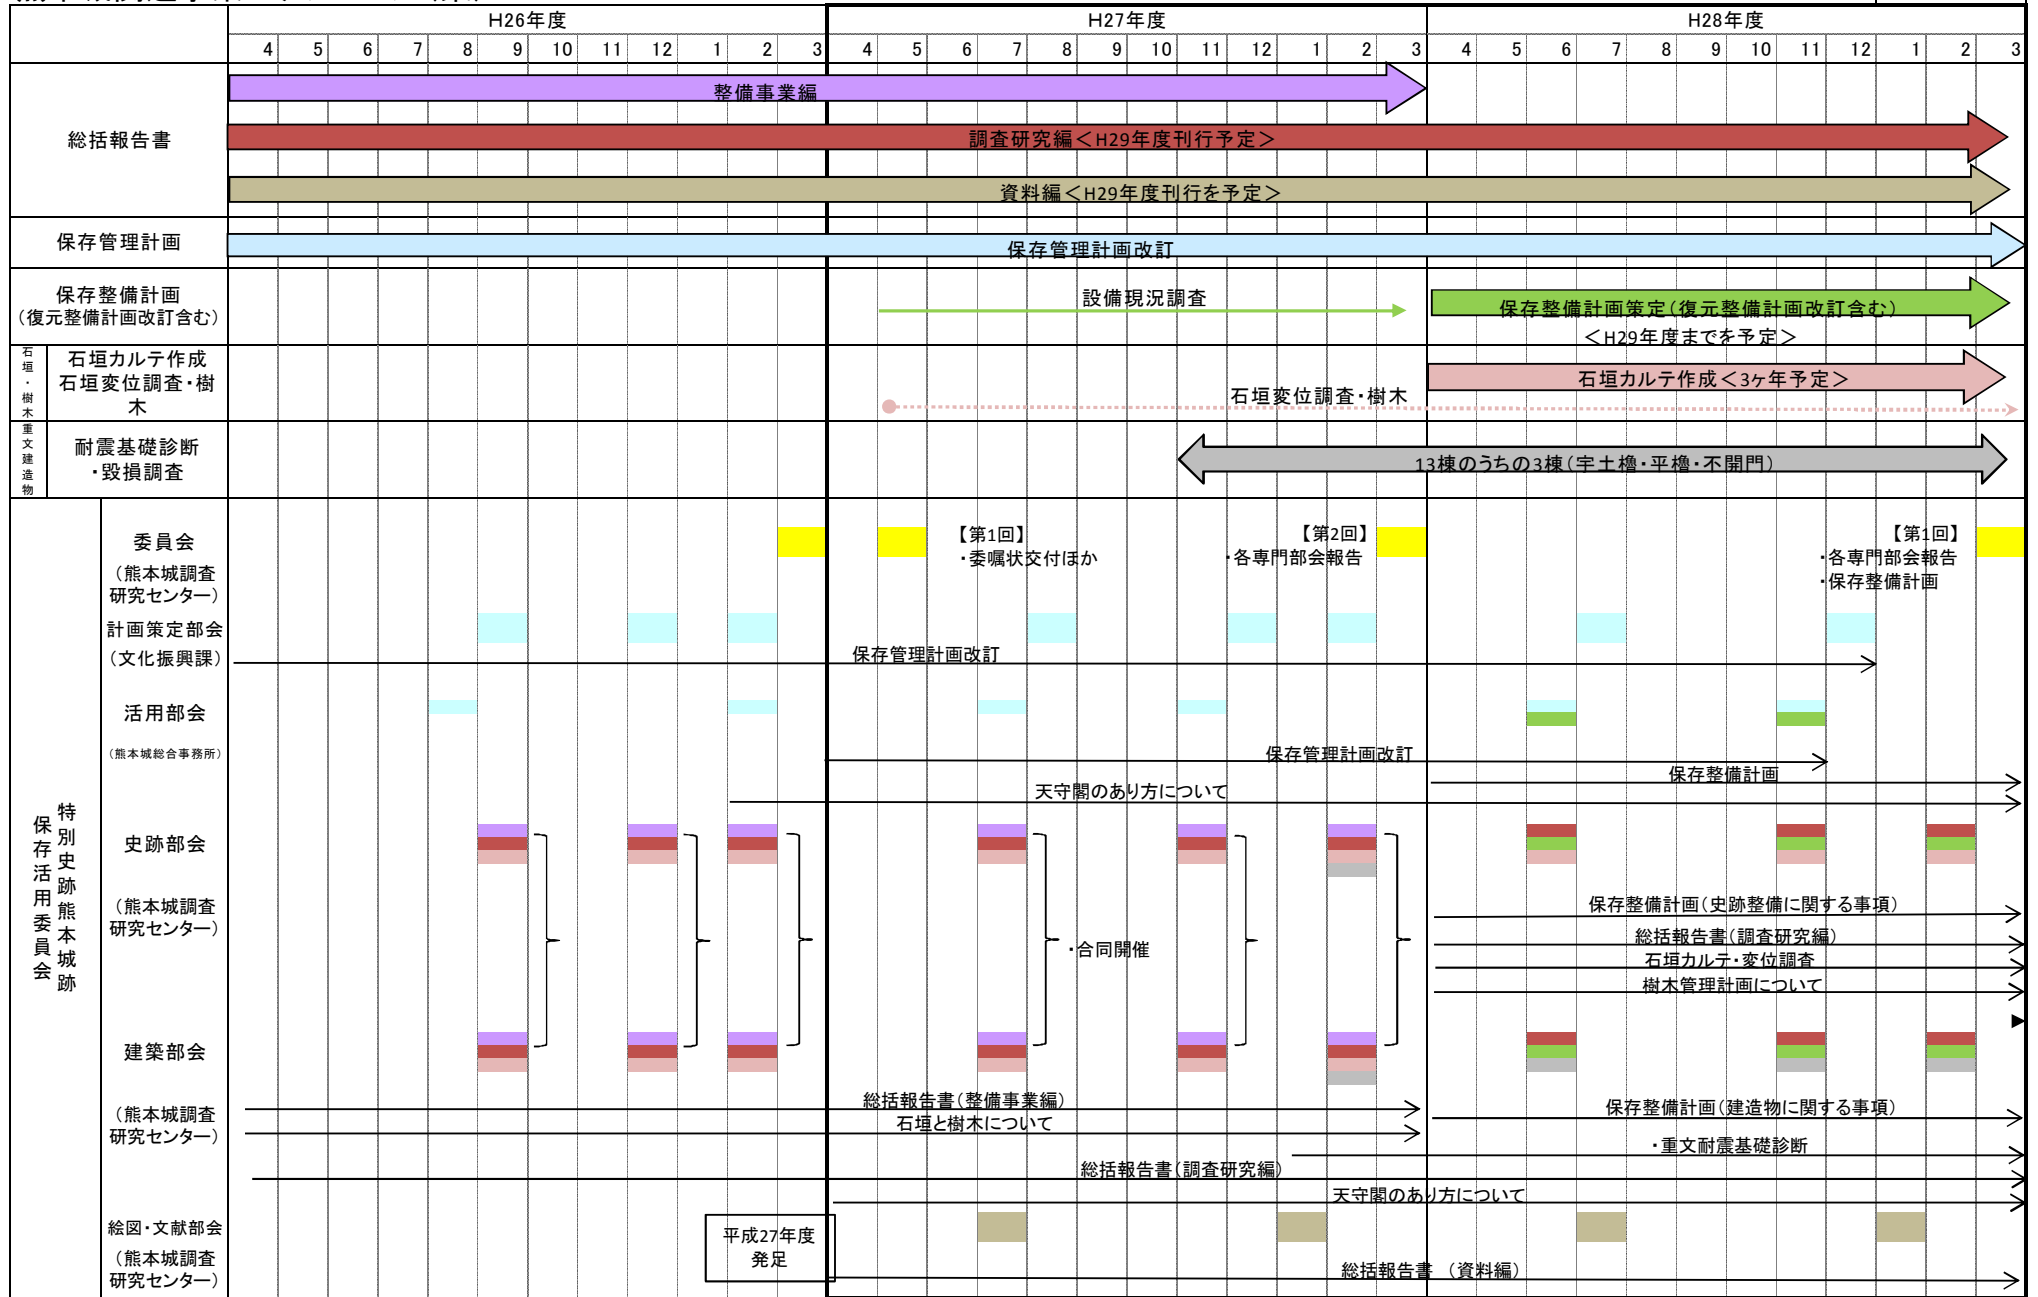 H26年度 H27年度 H28年度
4 5 6 7 8 9 10 11 12 1 2 3 4 5 6 7 8 9 10 11 12 1 2 3 4 5 6 7 8 9 10 11 12 1 2 3
総括報告書
整備事業編
調査研究編＜H29年度刊行予定＞
資料編＜H29年度刊行を予定＞
保存管理計画
保存管理計画改訂
保存整備計画
（復元整備計画改訂含む）
設備現況調査
保存整備計画策定（復元整備計画改訂含む）
＜H29年度までを予定＞
石垣・樹木
石垣カルテ作成
石垣変位調査・樹
木
石垣カルテ作成＜3ヶ年予定＞
石垣変位調査・樹木
重文建造物
耐震基礎診断
・毀損調査
13棟のうちの3棟（宇土櫓・平櫓・不開門）
特別史跡熊本城跡
保存活用委員会
委員会
（熊本城調査
研究センター）
【第1回】
・委嘱状交付ほか
【第2回】
・各専門部会報告
【第1回】
・各専門部会報告
・保存整備計画
計画策定部会
（文化振興課）
保存管理計画改訂
活用部会
（熊本城総合事務所）
保存管理計画改訂
保存整備計画
天守閣のあり方について
史跡部会
（熊本城調査
研究センター）
・合同開催
保存整備計画（史跡整備に関する事項）
総括報告書（調査研究編）
石垣カルテ・変位調査
樹木管理計画について
建築部会
（熊本城調査
研究センター）
総括報告書（整備事業編）
石垣と樹木について
保存整備計画（建造物に関する事項）
・重文耐震基礎診断
総括報告書（調査研究編）
天守閣のあり方について
絵図・文献部会
（熊本城調査
研究センター）
平成27年度
発足
総括報告書 （資料編）